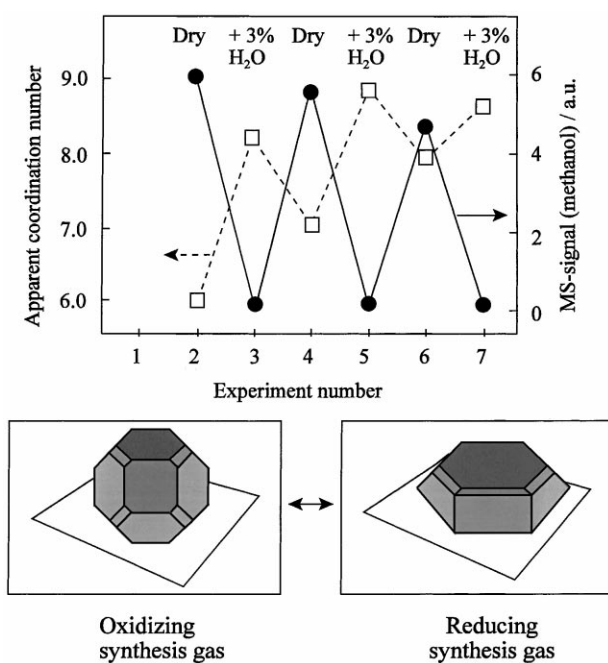 Dry + 3% Dry + 3% Dry + 3%
H₂O H₂O H₂O
9.0
8.0
7.0
6.0
Apparent coordination number
6
4
2
0
MS-signal (methanol) / a.u.
1 2 3 4 5 6 7
Experiment number
Oxidizing
synthesis gas
Reducing
synthesis gas